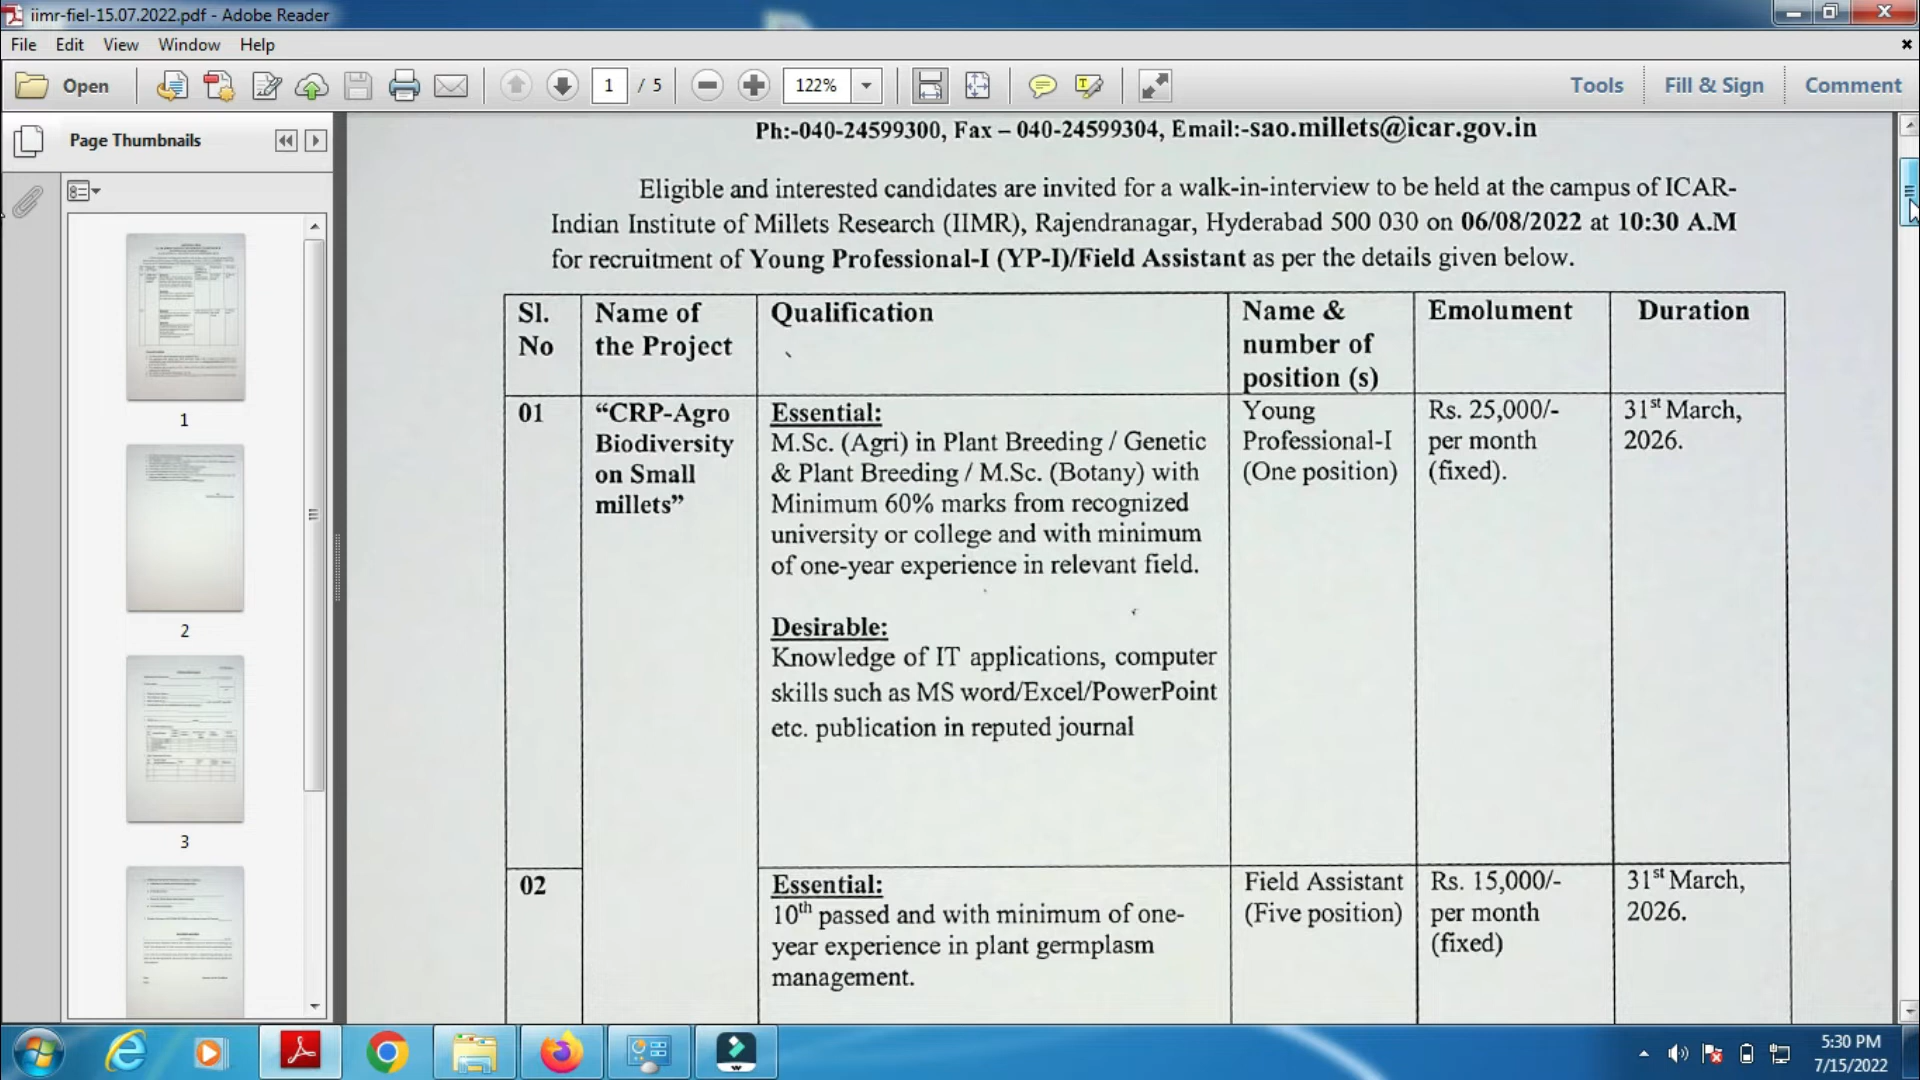 iimr-fiel-15.07.2022.pdf - Adobe Reader
File Edit View Window Help
Open 1 / 5 122% Tools Fill & Sign Comment
Page Thumbnails
1
2
3
Ph:-040-24599300, Fax – 040-24599304, Email:-sao.millets@icar.gov.in
Eligible and interested candidates are invited for a walk-in-interview to be held at the campus of ICAR-
Indian Institute of Millets Research (IIMR), Rajendranagar, Hyderabad 500 030 on 06/08/2022 at 10:30 A.M
for recruitment of Young Professional-I (YP-I)/Field Assistant as per the details given below.
Sl.
No
Name of
the Project
Qualification
Name &
number of
position (s)
Emolument
Duration
01
“CRP-Agro
Biodiversity
on Small
millets”
Essential:
M.Sc. (Agri) in Plant Breeding / Genetic
& Plant Breeding / M.Sc. (Botany) with
Minimum 60% marks from recognized
university or college and with minimum
of one-year experience in relevant field.
Desirable:
Knowledge of IT applications, computer
skills such as MS word/Excel/PowerPoint
etc. publication in reputed journal
Young
Professional-I
(One position)
Rs. 25,000/-
per month
(fixed).
31st March,
2026.
02
Essential:
10th passed and with minimum of one-
year experience in plant germplasm
management.
Field Assistant
(Five position)
Rs. 15,000/-
per month
(fixed)
31st March,
2026.
5:30 PM
7/15/2022